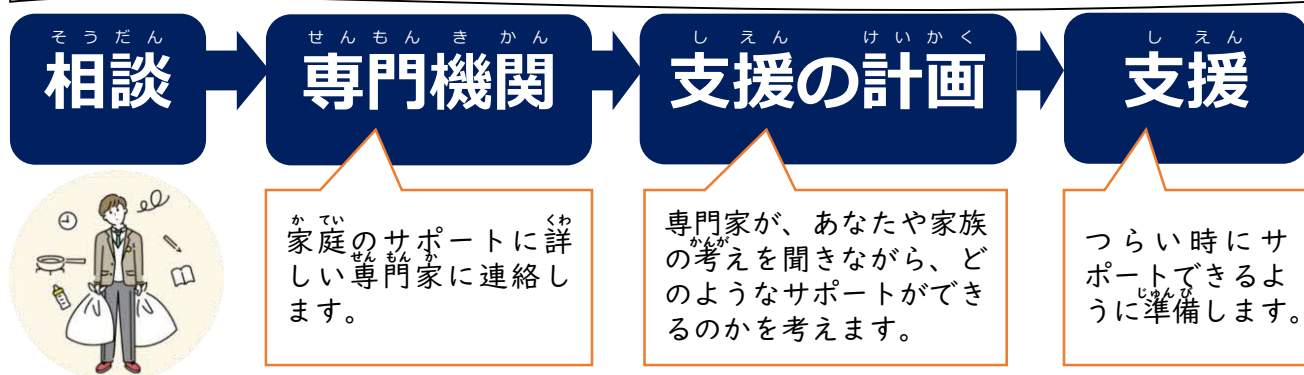 そうだん
相談
せんもんきかん
専門機関
しえん けいかく
支援の計画
しえん
支援
かてい くわ
家庭のサポートに詳
せんもんか
しい専門家に連絡し
ます。
専門家が、あなたや家族
かんが
の考えを聞きながら、ど
のようなサポートができ
るのかを考えます。
つらい時にサ
ポートできるよ
じゅんび
うに準備します。